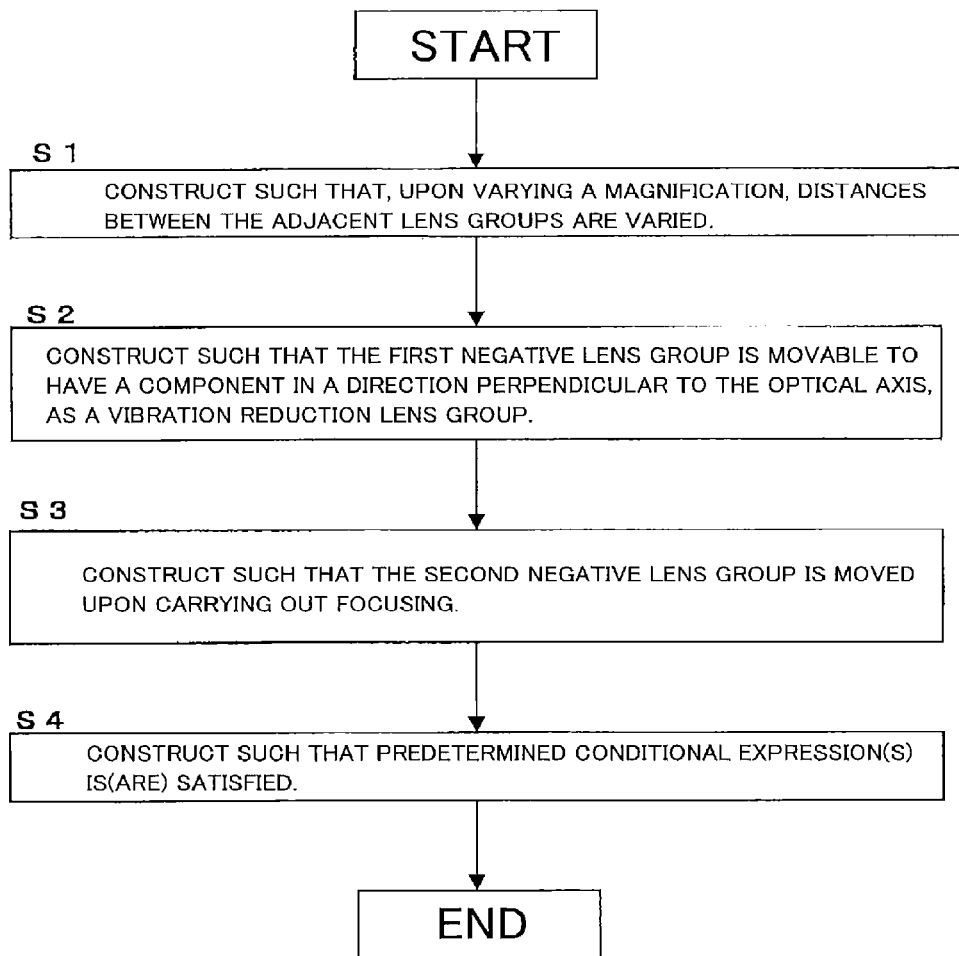 START
S 1
CONSTRUCT SUCH THAT, UPON VARYING A MAGNIFICATION, DISTANCES
BETWEEN THE ADJACENT LENS GROUPS ARE VARIED.
S 2
CONSTRUCT SUCH THAT THE FIRST NEGATIVE LENS GROUP IS MOVABLE TO
HAVE A COMPONENT IN A DIRECTION PERPENDICULAR TO THE OPTICAL AXIS,
AS A VIBRATION REDUCTION LENS GROUP.
S 3
CONSTRUCT SUCH THAT THE SECOND NEGATIVE LENS GROUP IS MOVED
UPON CARRYING OUT FOCUSING.
S 4
CONSTRUCT SUCH THAT PREDETERMINED CONDITIONAL EXPRESSION(S)
IS(ARE) SATISFIED.
END